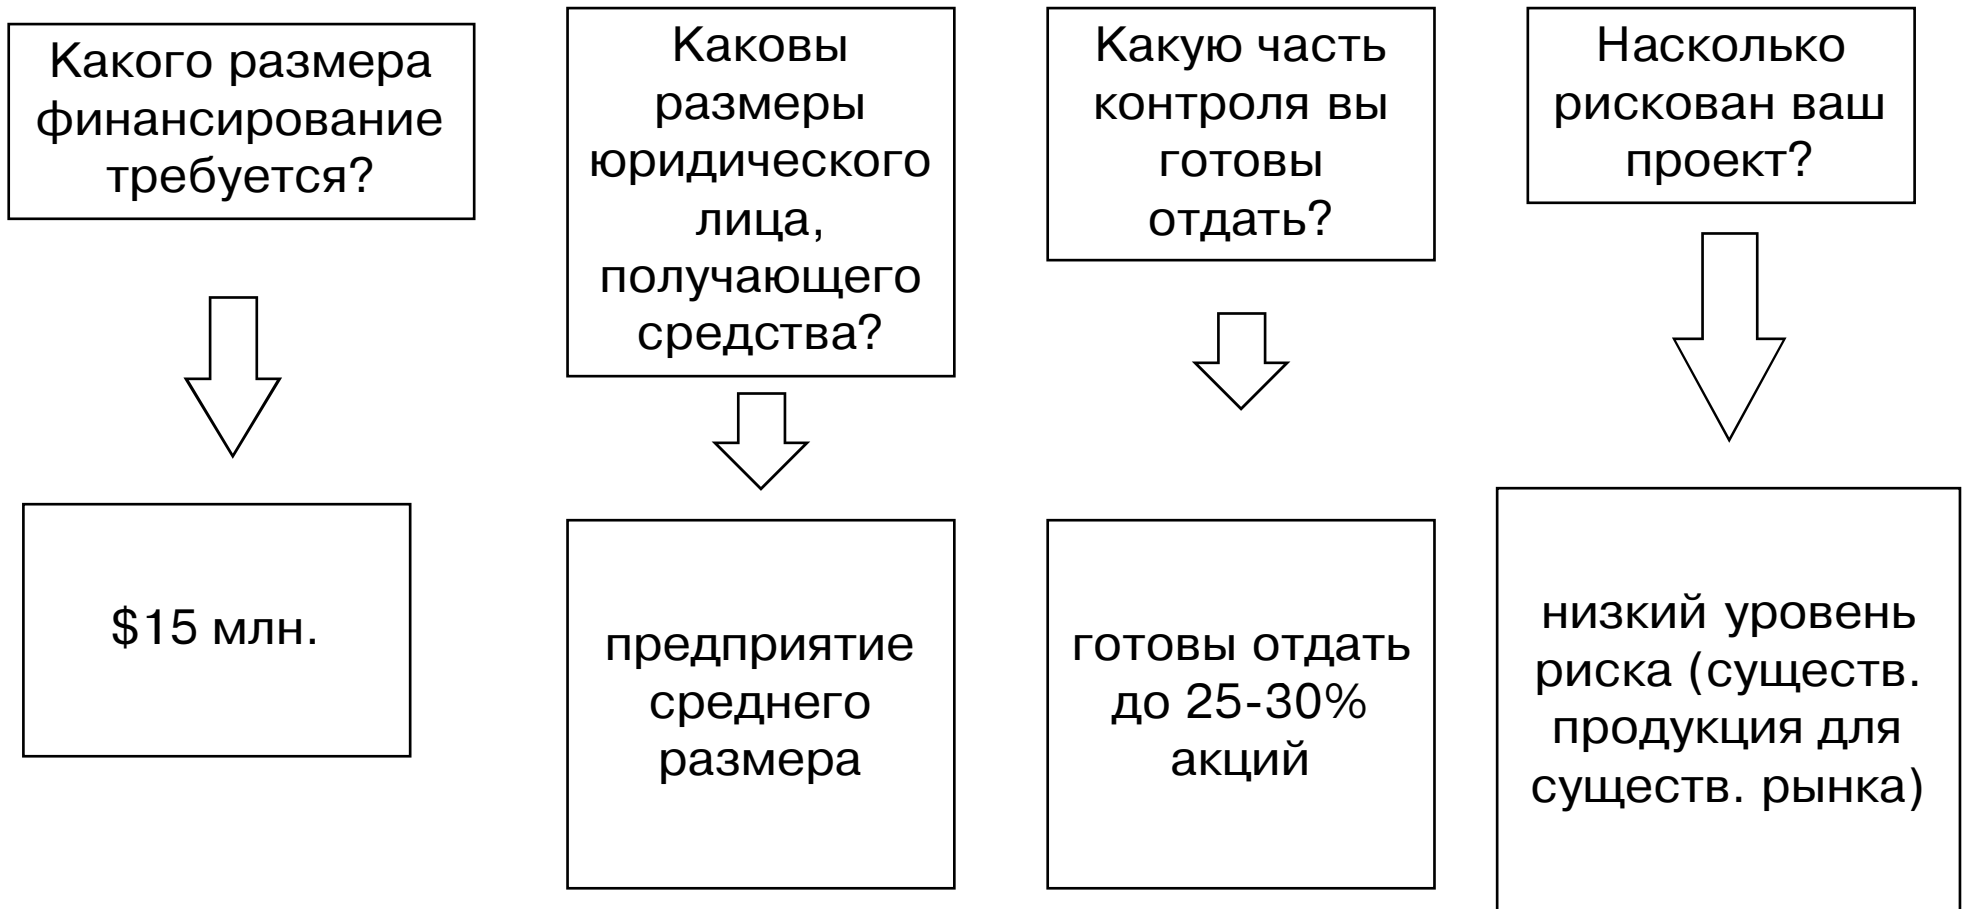 Какого размера
финансирование
требуется?
Каковы
размеры
юридического
лица,
получающего
средства?
Какую часть
контроля вы
готовы
отдать?
Насколько
рискован ваш
проект?
$15 млн.
предприятие
среднего
размера
готовы отдать
до 25-30%
акций
низкий уровень
риска (существ.
продукция для
существ. рынка)